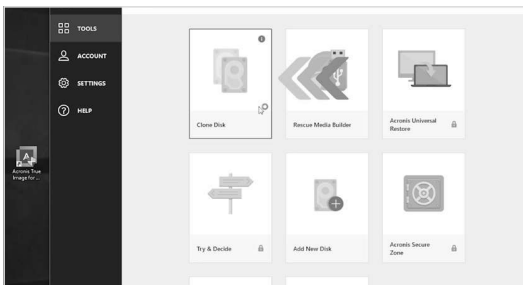 TOOLS
ACCOUNT
SETTINGS
HELP
Acronis True
Image for ...
Clone Disk
Rescue Media Builder
Acronis Universal
Restore
Try & Decide
Add New Disk
Acronis Secure
Zone